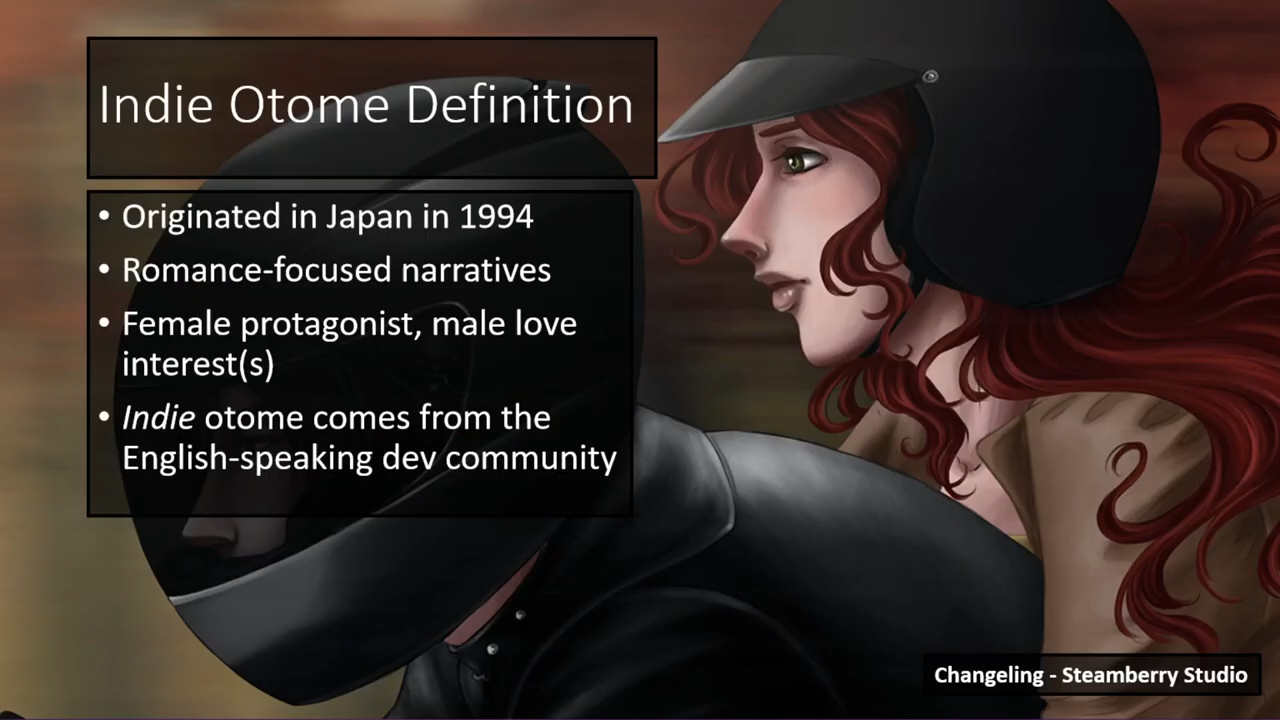 Indie Otome Definition
• Originated in Japan in 1994
• Romance-focused narratives
• Female protagonist, male love
interest(s)
• Indie otome comes from the
English-speaking dev community
Changeling - Steamberry Studio